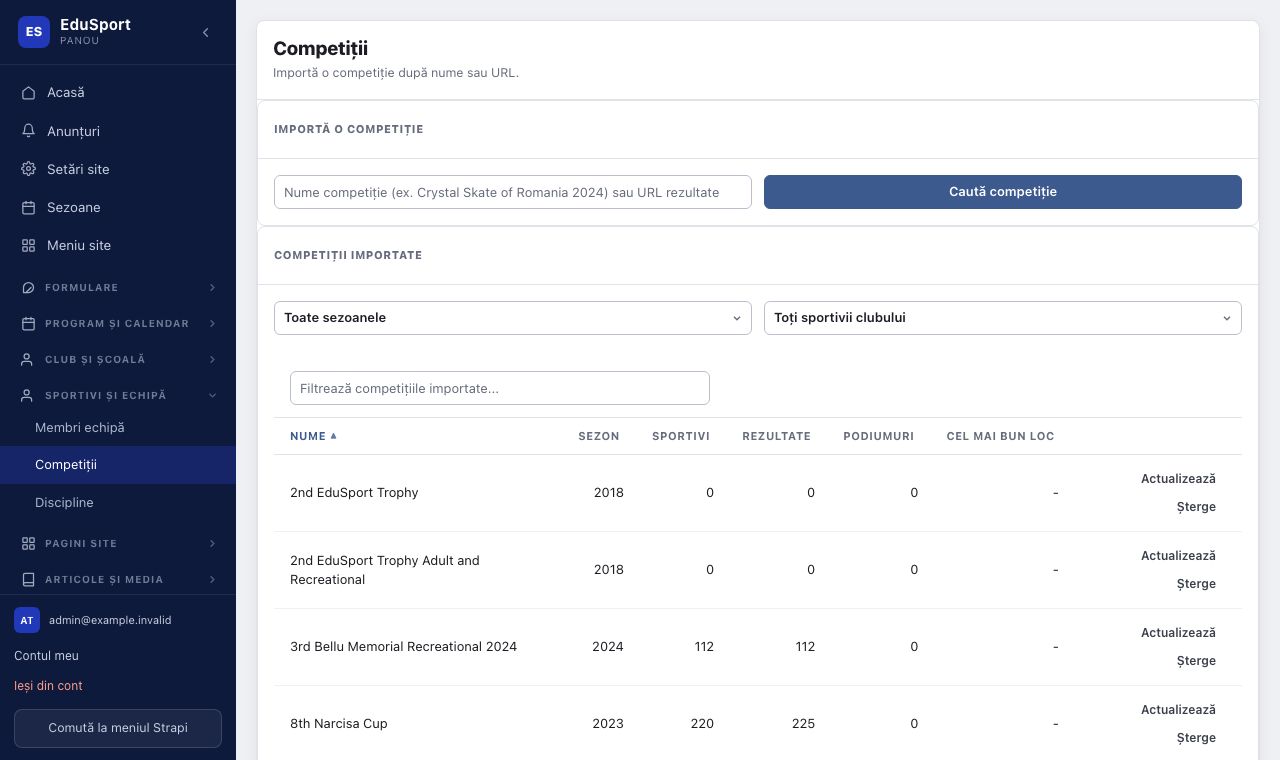 ES
EduSport
PANOU
Acasă
Anunțuri
Setări site
Sezoane
Meniu site
FORMULARE
PROGRAM ȘI CALENDAR
CLUB ȘI ȘCOALĂ
SPORTIVI ȘI ECHIPĂ
Membri echipă
Competiții
Discipline
PAGINI SITE
ARTICOLE ȘI MEDIA
AT admin@example.invalid
Contul meu
Ieși din cont
Comută la meniul Strapi
Competiții
Importă o competiție după nume sau URL.
IMPORTĂ O COMPETIȚIE
Nume competiție (ex. Crystal Skate of Romania 2024) sau URL rezultate Caută competiție
COMPETIȚII IMPORTATE
Toate sezoanele Toți sportivii clubului
Filtrează competițiile importate...
NUME ▲ SEZON SPORTIVI REZULTATE PODIUMURI CEL MAI BUN LOC
2nd EduSport Trophy 2018 0 0 0 - Actualizează
Șterge
2nd EduSport Trophy Adult and
Recreational 2018 0 0 0 - Actualizează
Șterge
3rd Bellu Memorial Recreational 2024 2024 112 112 0 - Actualizează
Șterge
8th Narcisa Cup 2023 220 225 0 - Actualizează
Șterge